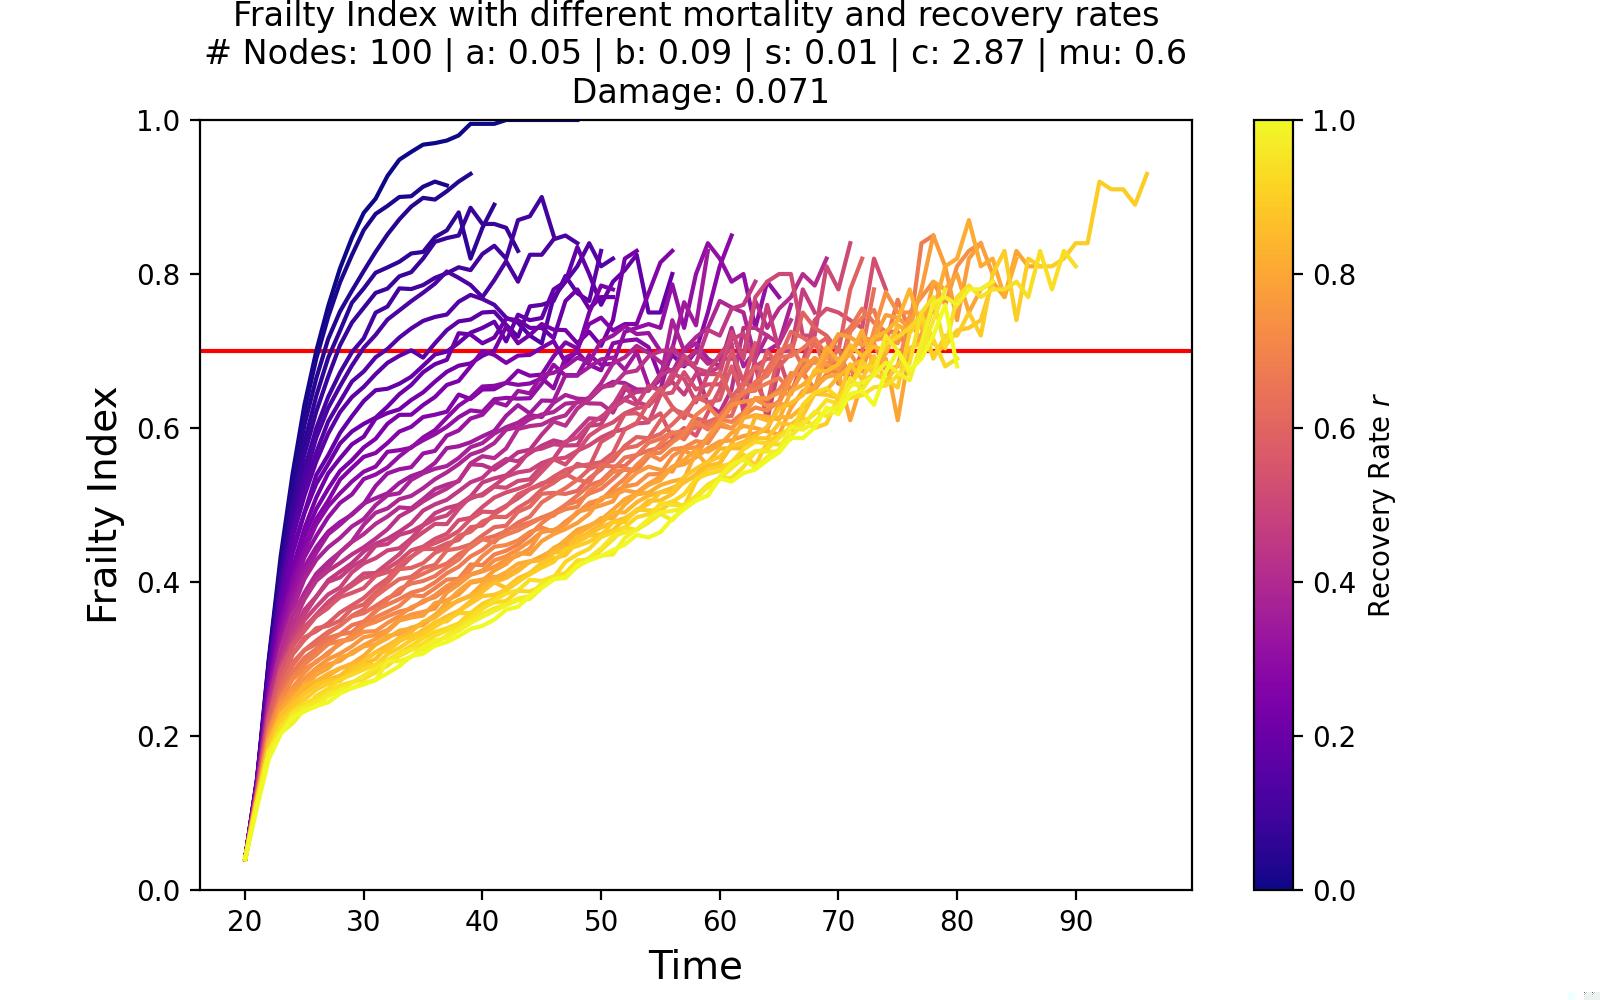 Frailty Index with different mortality and recovery rates
# Nodes: 100 | a: 0.05 | b: 0.09 | s: 0.01 | c: 2.87 | mu: 0.6
Damage: 0.071
1.0
0.8
0.6
0.4
0.2
0.0
Frailty Index
20 30 40 50 60 70 80 90
Time
1.0
0.8
0.6
0.4
0.2
0.0
Recovery Rate r